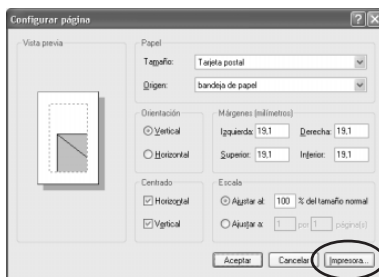 Configurar página
Vista previa
Papel
Tamaño: Tarjeta postal
Origen: bandeja de papel
Orientación
Vertical
Horizontal
Márgenes (milímetros)
Izquierda: 19,1 Derecha: 19,1
Superior: 19,1 Inferior: 19,1
Centrado
Horizontal
Vertical
Escala
Ajustar al: 100 % del tamaño normal
Ajustar a: 1 por 1 página(s)
Aceptar Cancelar Impresora...